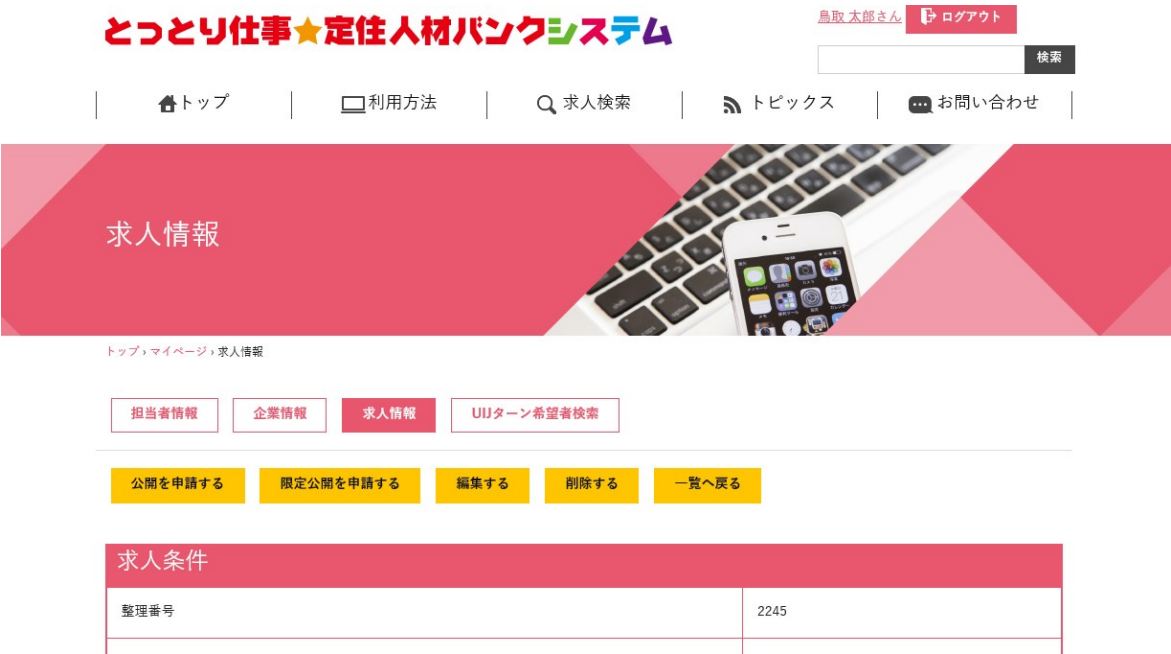 とっとり仕事★定住人材バンクシステム
鳥取 太郎さん ログアウト
検索
トップ 利用方法 求人検索 トピックス お問い合わせ
求人情報
トップ › マイページ › 求人情報
担当者情報 企業情報 求人情報 UIJターン希望者検索
公開を申請する 限定公開を申請する 編集する 削除する 一覧へ戻る
求人条件
整理番号 2245